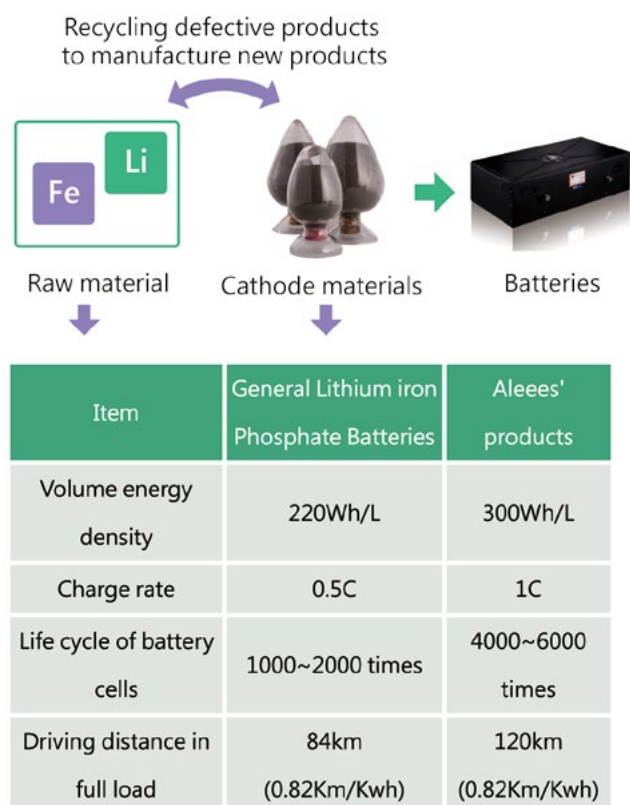 Recycling defective products
to manufacture new products
Li
Fe
Raw material
Cathode materials
Batteries
Item
General Lithium iron
Phosphate Batteries
Aleees'
products
Volume energy
density
220Wh/L
300Wh/L
Charge rate
0.5C
1C
Life cycle of battery
cells
1000~2000 times
4000~6000
times
Driving distance in
full load
84km
(0.82Km/Kwh)
120km
(0.82Km/Kwh)